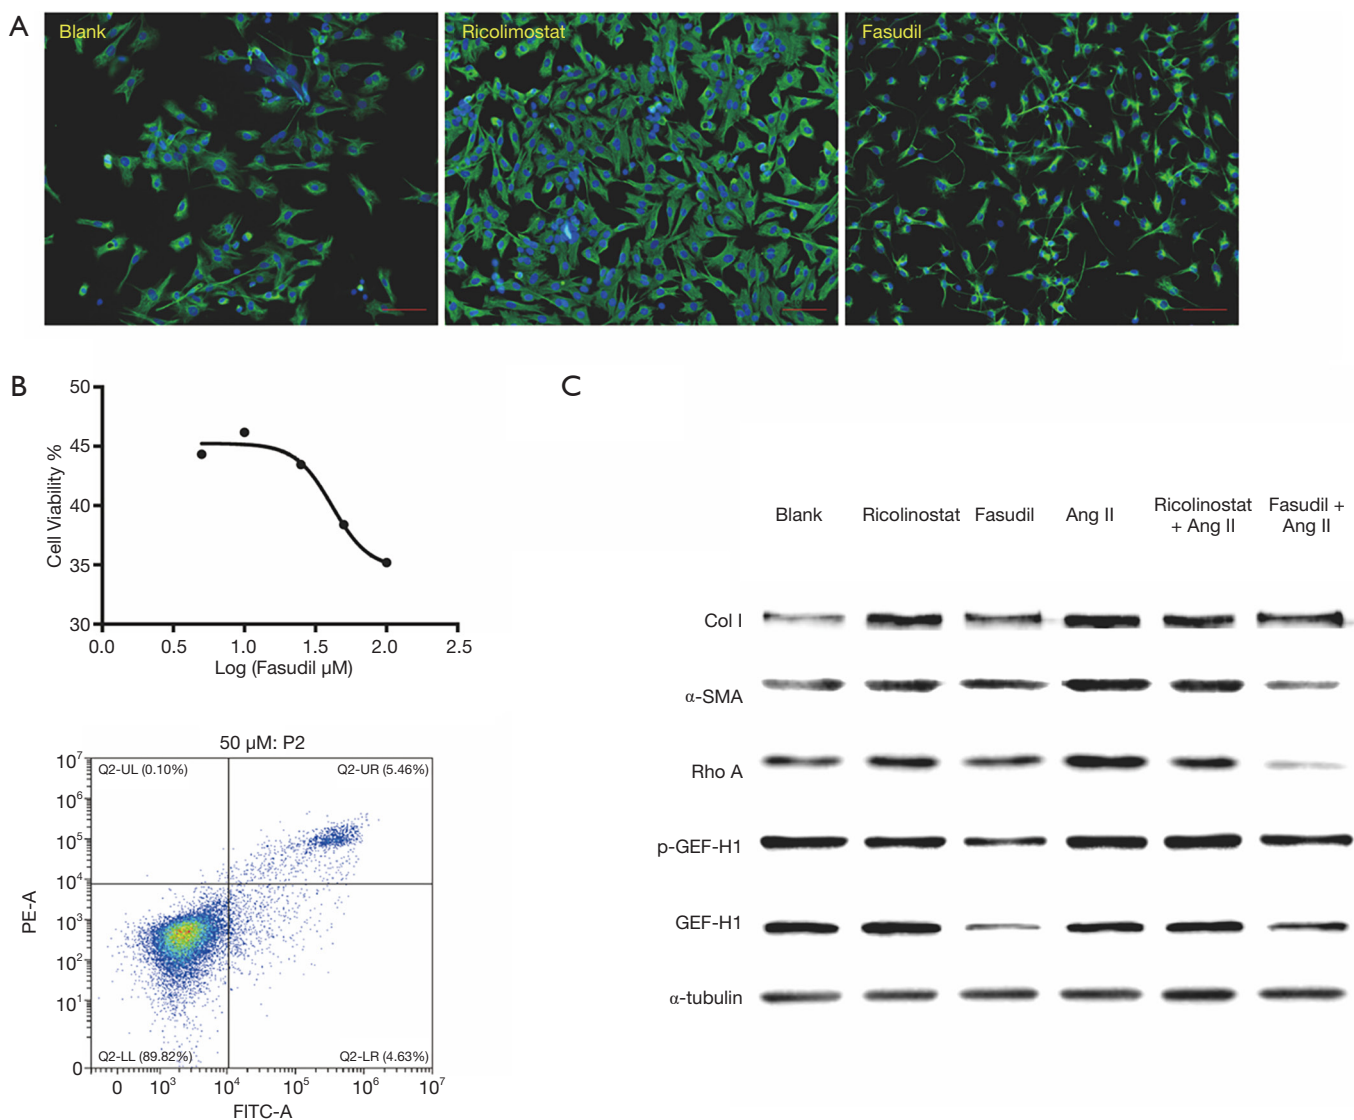 A
Blank
Ricolimostat
Fasudil
B
50
45
40
35
30
Cell Viability %
0.0 0.5 1.0 1.5 2.0 2.5
Log (Fasudil µM)
50 µM: P2
Q2-UL (0.10%) Q2-UR (5.46%)
Q2-LL (89.82%) Q2-LR (4.63%)
10⁷
10⁶
10⁵
10⁴
10³
10²
10¹
0
PE-A
0 10³ 10⁴ 10⁵ 10⁶ 10⁷
FITC-A
C
Blank Ricolinostat Fasudil Ang II Ricolinostat + Ang II Fasudil + Ang II
Col I
α-SMA
Rho A
p-GEF-H1
GEF-H1
α-tubulin